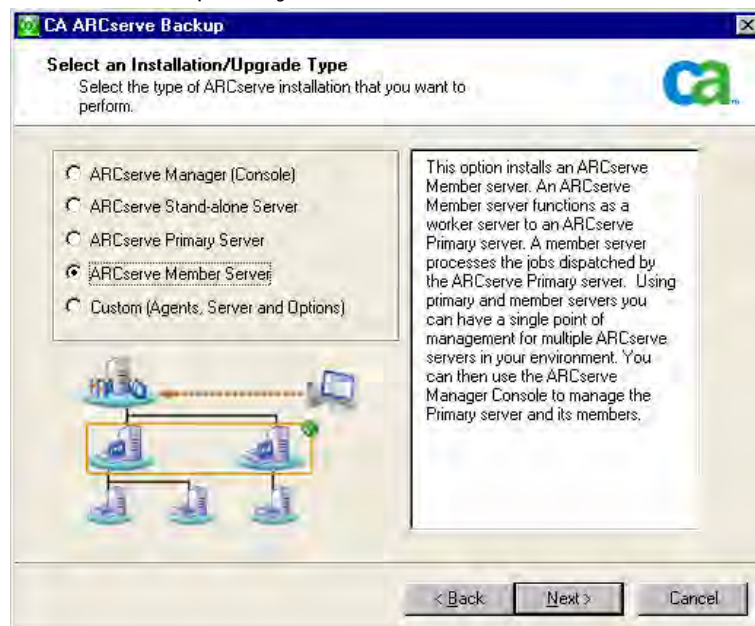 CA ARCserve Backup
Select an Installation/Upgrade Type
Select the type of ARCserve installation that you want to
perform.
ca
ARCserve Manager (Console)
ARCserve Stand-alone Server
ARCserve Primary Server
ARCserve Member Server
Custom (Agents, Server and Options)
This option installs an ARCserve
Member server. An ARCserve
Member server functions as a
worker server to an ARCserve
Primary server. A member server
processes the jobs dispatched by
the ARCserve Primary server. Using
primary and member servers you
can have a single point of
management for multiple ARCserve
servers in your environment. You
can then use the ARCserve
Manager Console to manage the
Primary server and its members.
< Back
Next >
Cancel